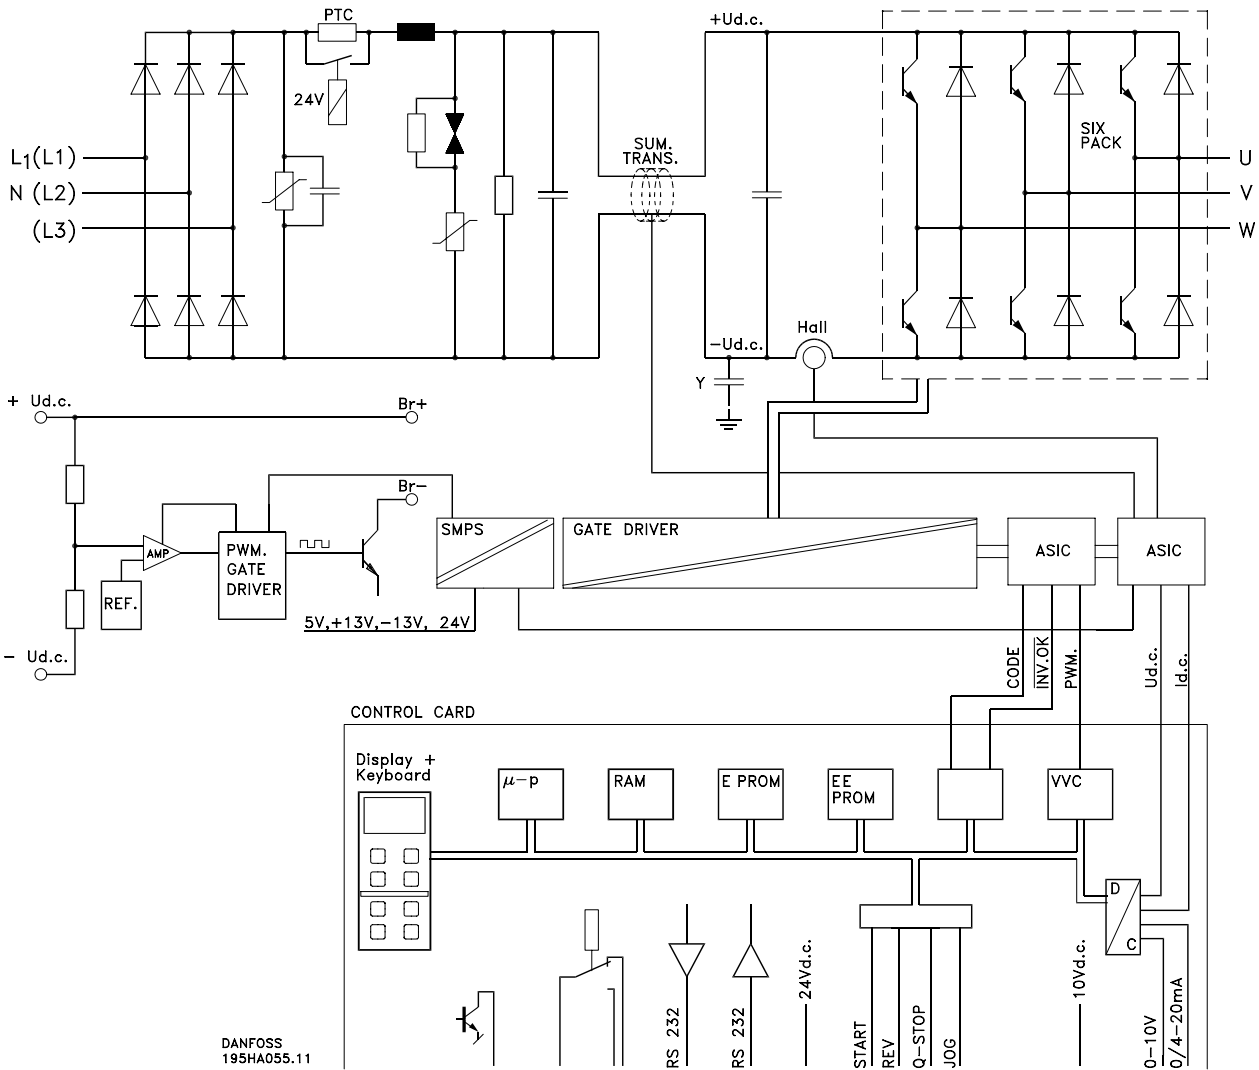 PTC
+Ud.c.
24V
SIX
PACK
SUM.
TRANS.
L1(L1)
N (L2)
(L3)
U
V
W
Hall
-Ud.c.
Y
+ Ud.c.
Br+
Br-
SMPS
GATE DRIVER
ASIC
ASIC
AMP
PWM.
GATE
DRIVER
REF.
5V,+13V,-13V, 24V
- Ud.c.
CODE
INV.OK
PWM.
Ud.c.
Id.c.
CONTROL CARD
Display +
Keyboard
μ-p
RAM
E PROM
EE
PROM
VVC
D
C
RS 232
RS 232
24Vd.c.
START
REV
Q-STOP
JOG
10Vd.c.
0-10V
0/4-20mA
DANFOSS
195HA055.11